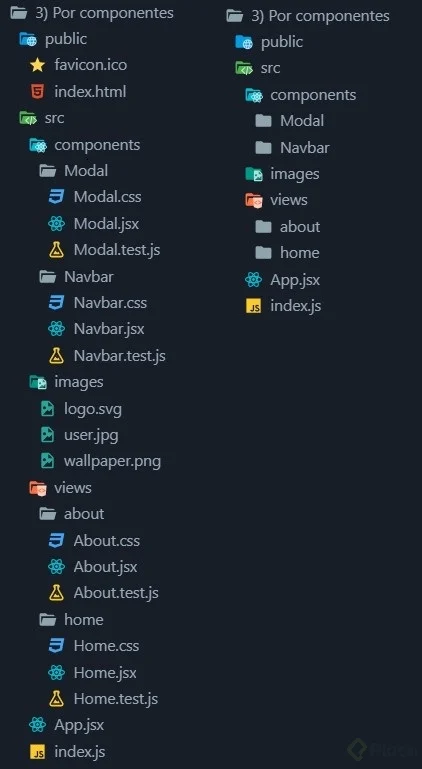 3) Por componentes
public
favicon.ico
index.html
src
components
Modal
Modal.css
Modal.jsx
Modal.test.js
Navbar
Navbar.css
Navbar.jsx
Navbar.test.js
images
logo.svg
user.jpg
wallpaper.png
views
about
About.css
About.jsx
About.test.js
home
Home.css
Home.jsx
Home.test.js
App.jsx
JS index.js
3) Por componentes
public
src
components
Modal
Navbar
images
views
about
home
App.jsx
JS index.js